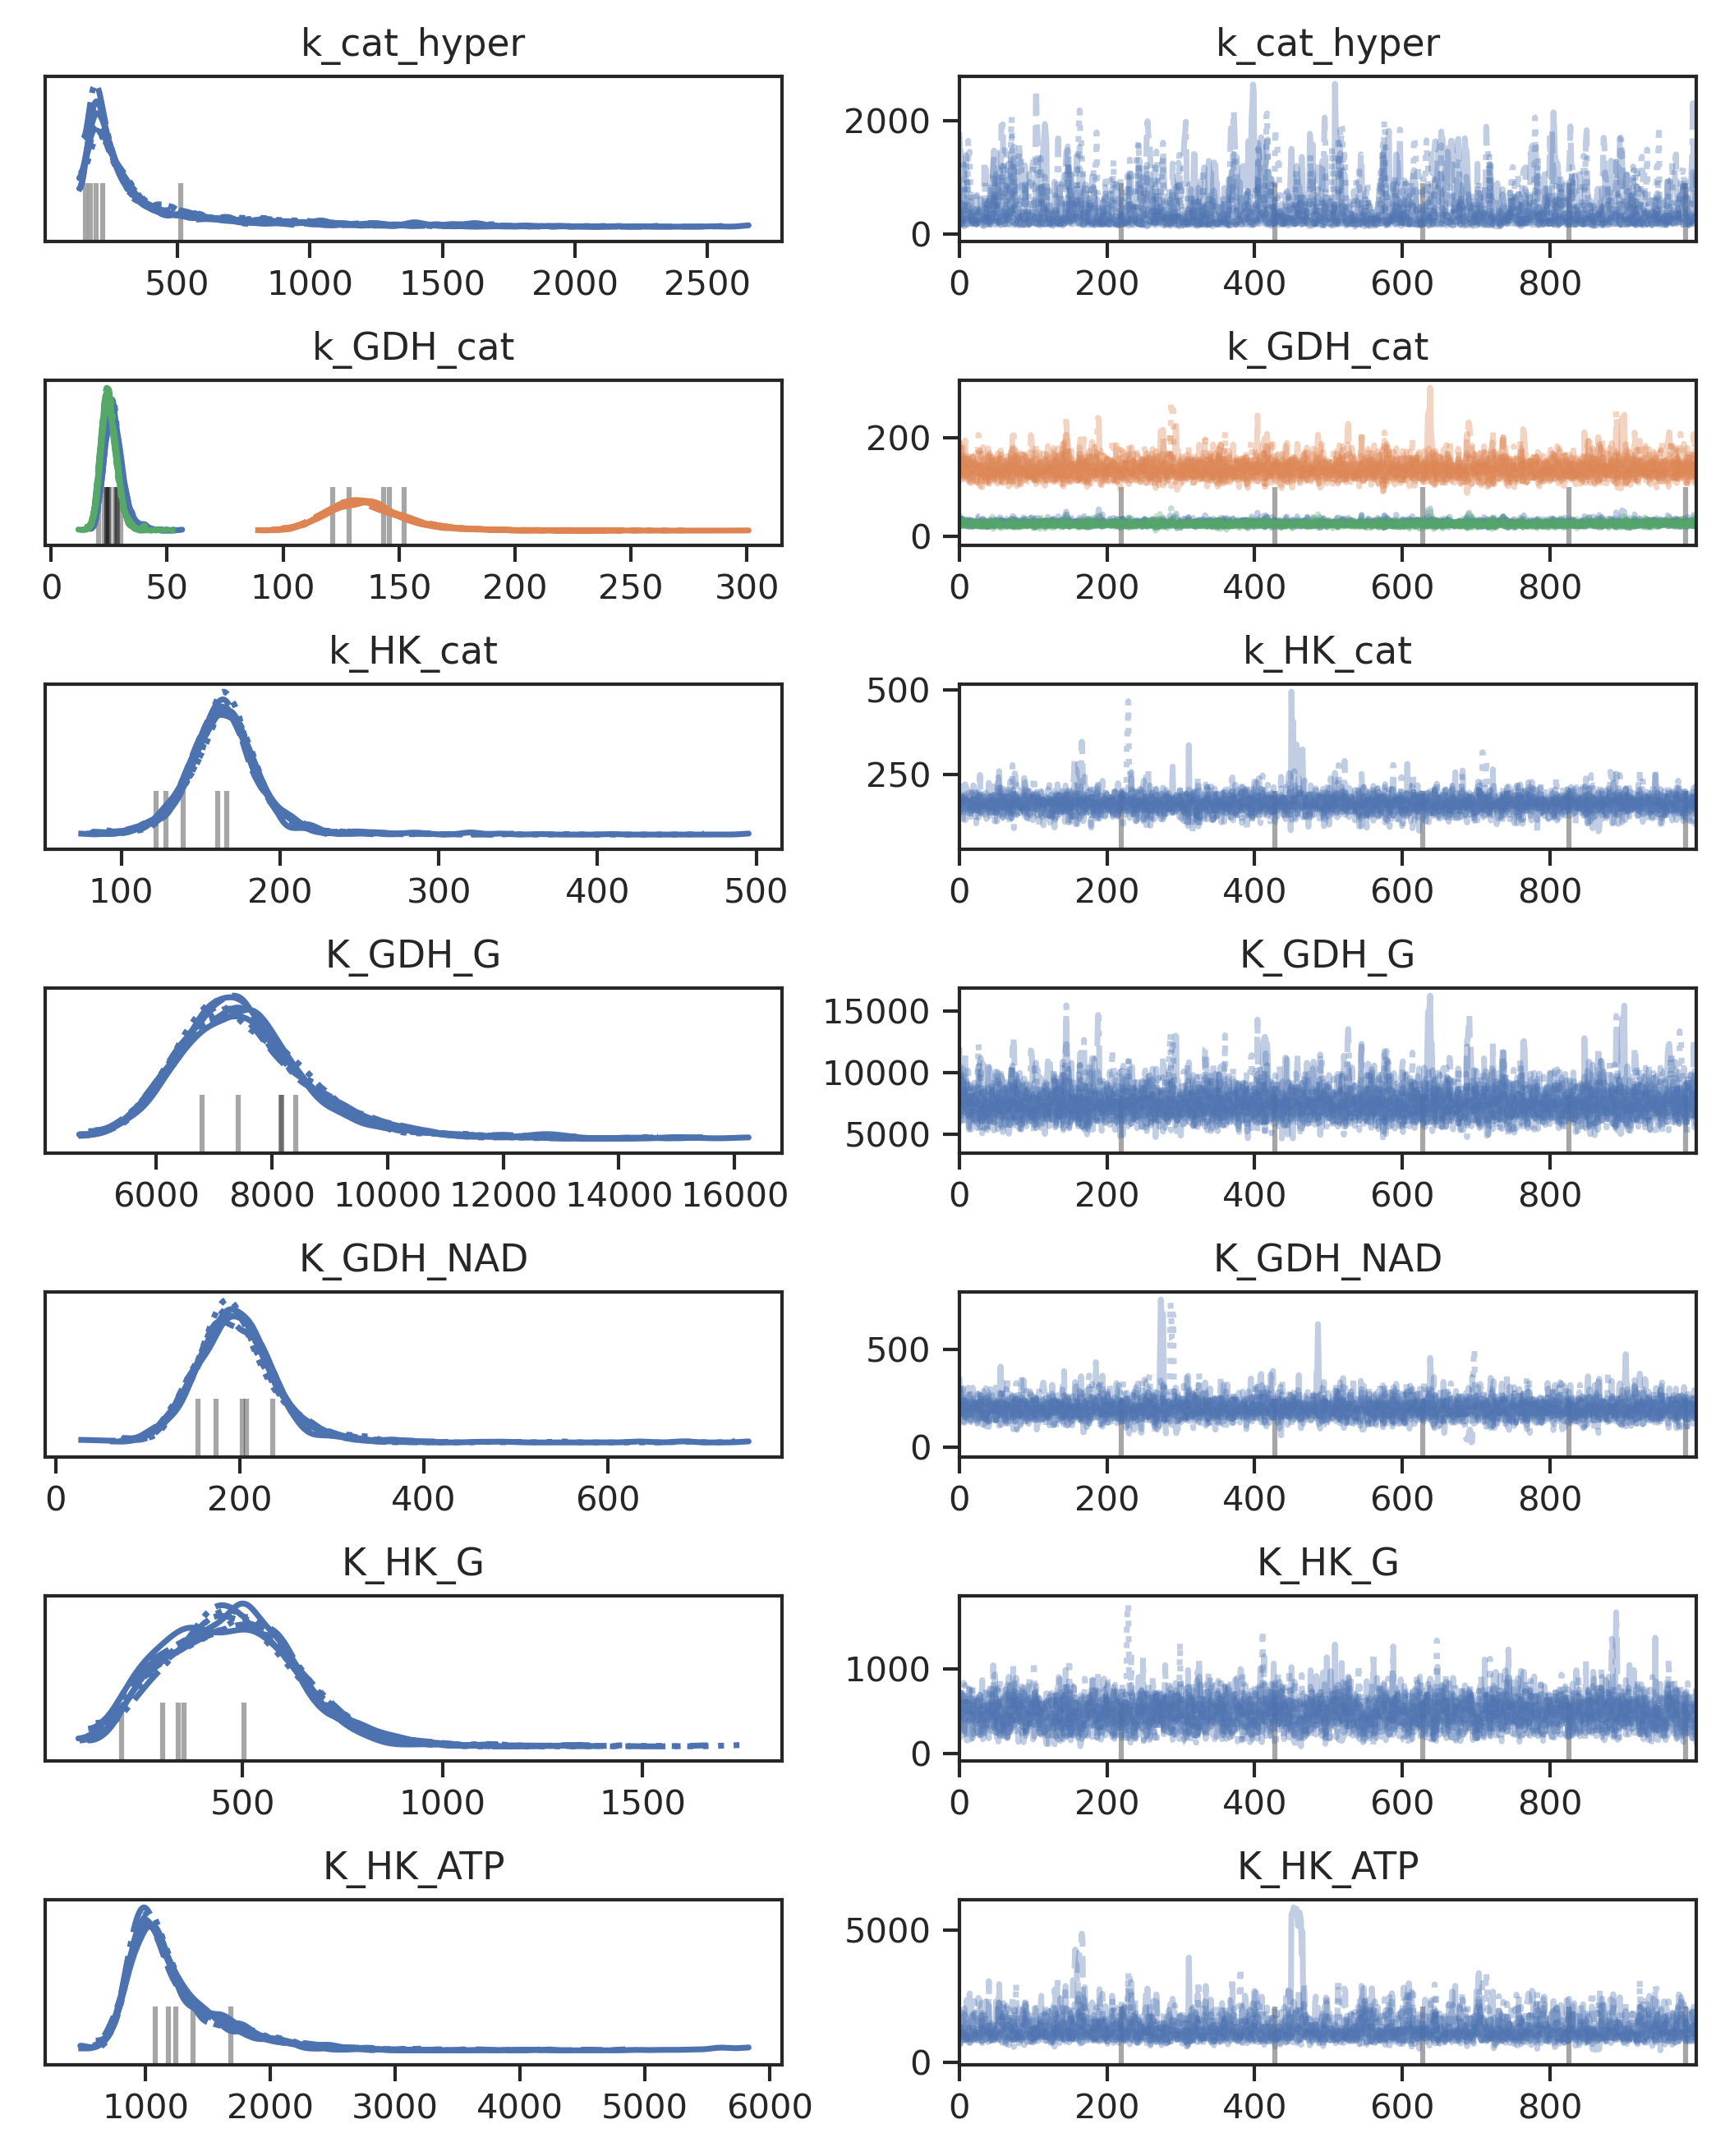 k_cat_hyper k_cat_hyper
2000
0
500 1000 1500 2000 2500 0 200 400 600 800
k_GDH_cat k_GDH_cat
200
0
0 50 100 150 200 250 300 0 200 400 600 800
k_HK_cat k_HK_cat
500
250
100 200 300 400 500 0 200 400 600 800
K_GDH_G K_GDH_G
15000
10000
5000
6000 8000 10000 12000 14000 16000 0 200 400 600 800
K_GDH_NAD K_GDH_NAD
500
0
0 200 400 600 0 200 400 600 800
K_HK_G K_HK_G
1000
0
500 1000 1500 0 200 400 600 800
K_HK_ATP K_HK_ATP
5000
0
1000 2000 3000 4000 5000 6000 0 200 400 600 800